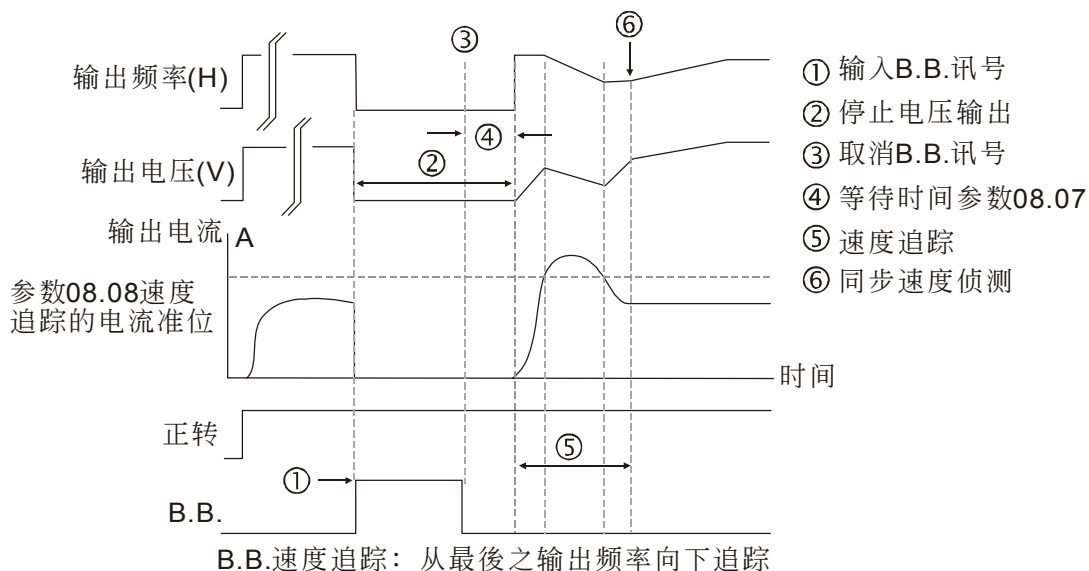 ⑥
③
输出频率(H)
④
② 
输出电压(V)
输出电流
A
参数08.08速度
追踪的电流准位
时间
正转
⑤
①
B.B.
① 输入B.B.讯号
② 停止电压输出
③ 取消B.B.讯号
④ 等待时间参数08.07
⑤ 速度追踪
⑥ 同步速度侦测
B.B.速度追踪：从最後之输出频率向下追踪